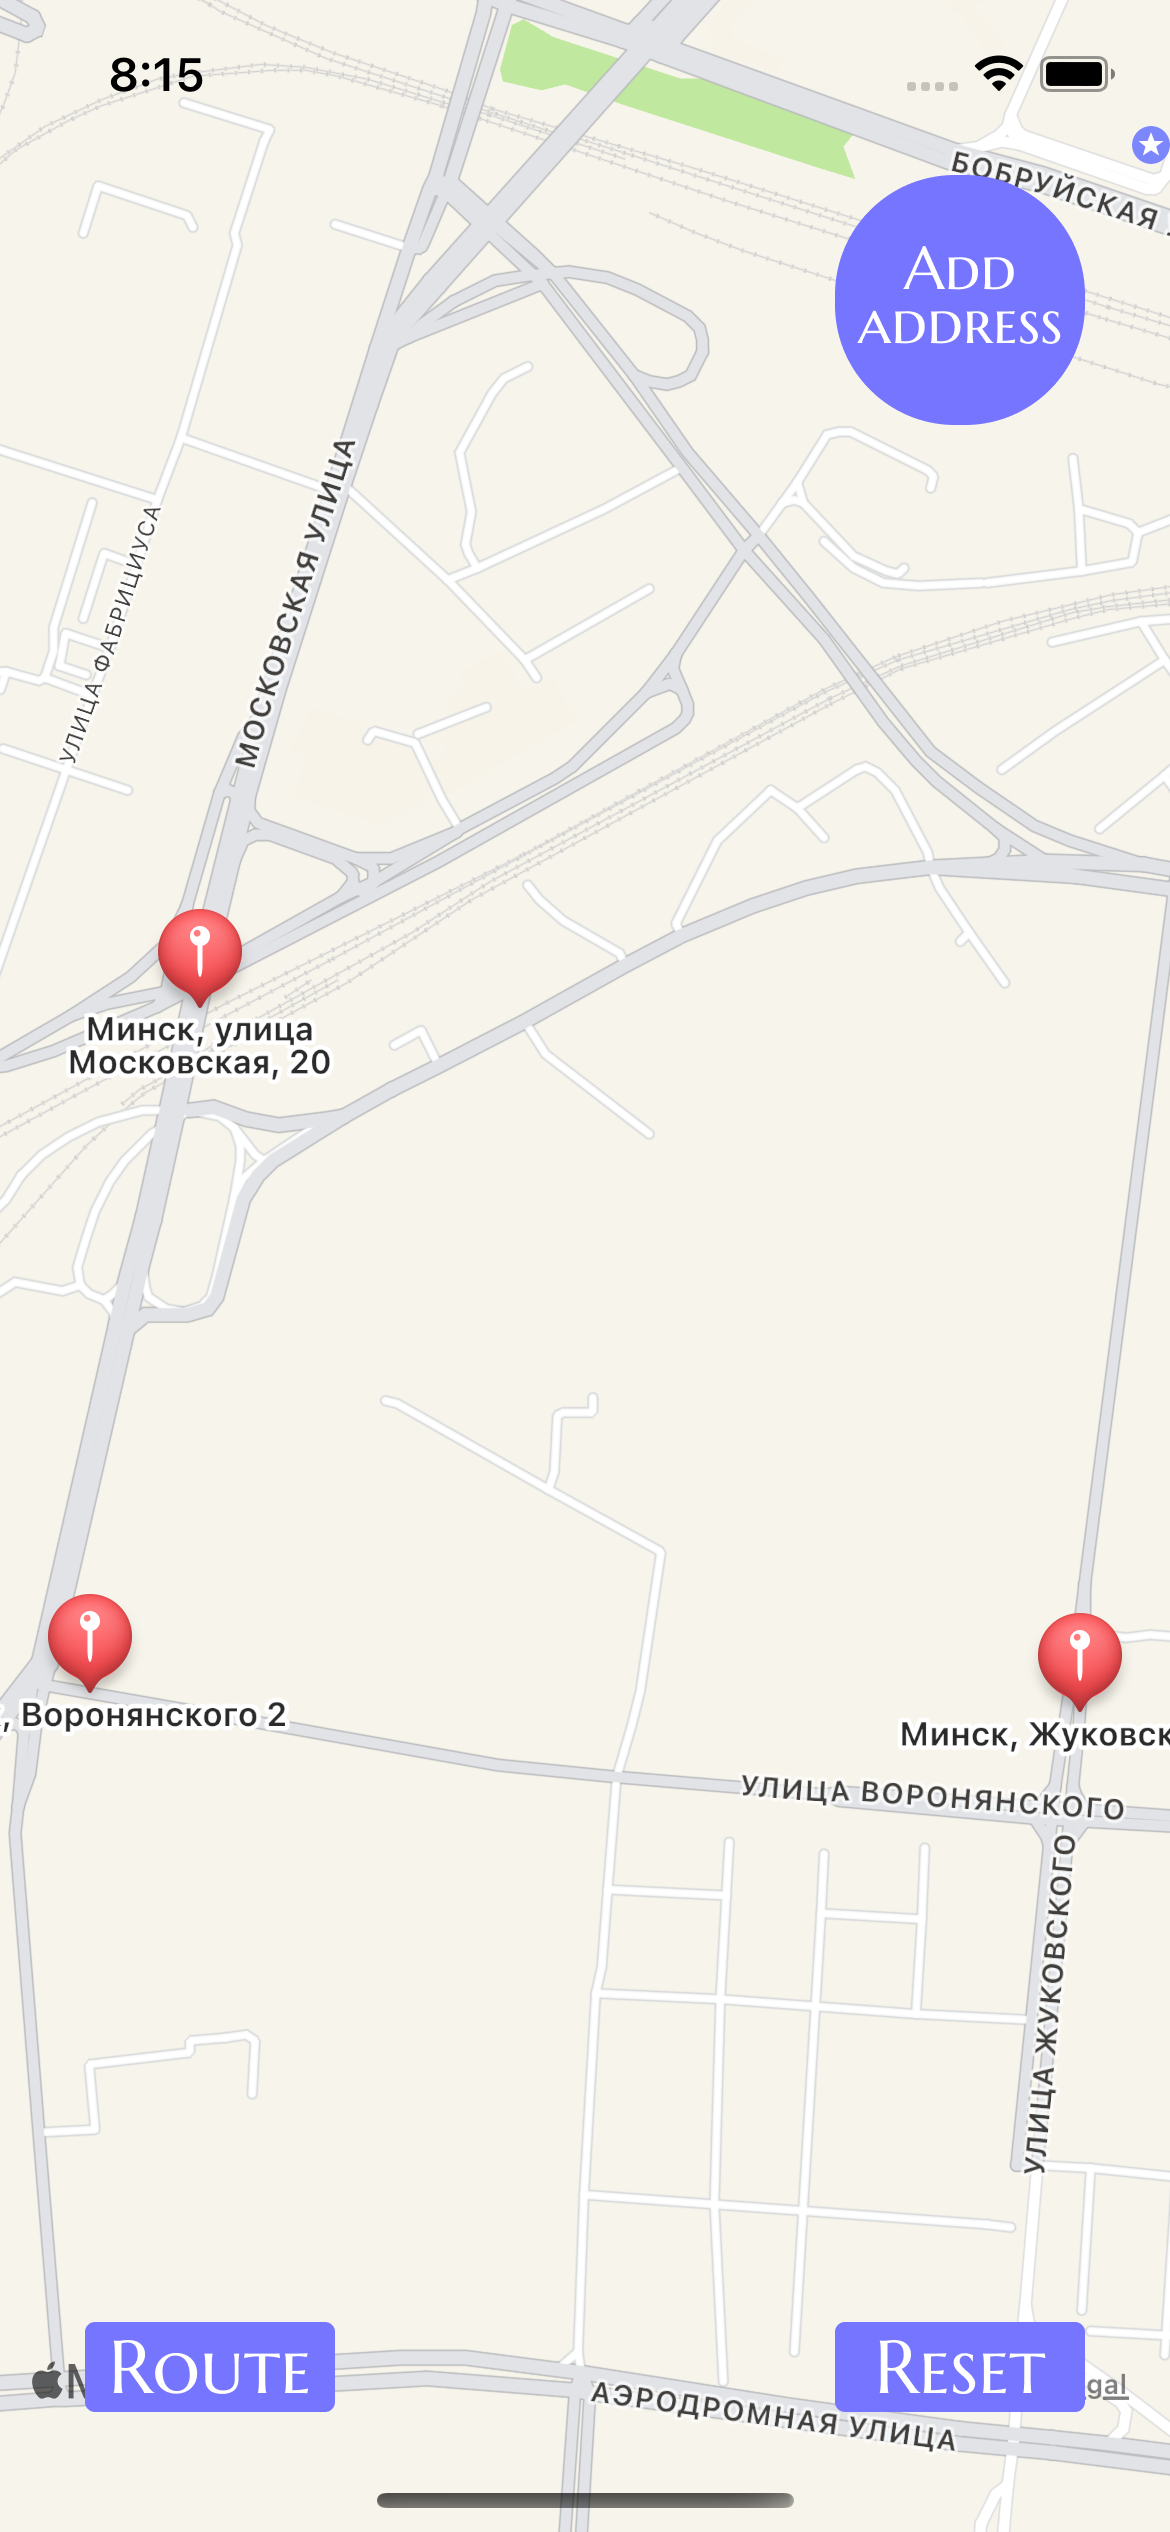 8:15
БОБРУЙСКАЯ
ADD
ADDRESS
МОСКОВСКАЯ УЛИЦА
УЛИЦА ФАБРИЦИУСА
Минск, улица
Московская, 20
, Воронянского 2
Минск, Жуковск
УЛИЦА ВОРОНЯНСКОГО
УЛИЦА ЖУКОВСКОГО
ROUTE
RESET
gal
АЭРОДРОМНАЯ УЛИЦА